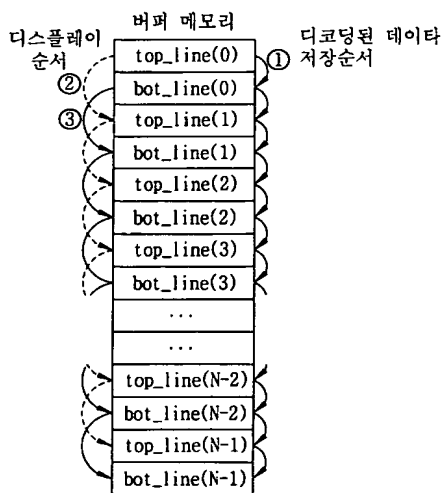 버퍼 메모리
디스플레이
순서
디코딩된 데이타
저장순서
①
②
③
top_line(0)
bot_line(0)
top_line(1)
bot_line(1)
top_line(2)
bot_line(2)
top_line(3)
bot_line(3)
...
...
top_line(N-2)
bot_line(N-2)
top_line(N-1)
bot_line(N-1)